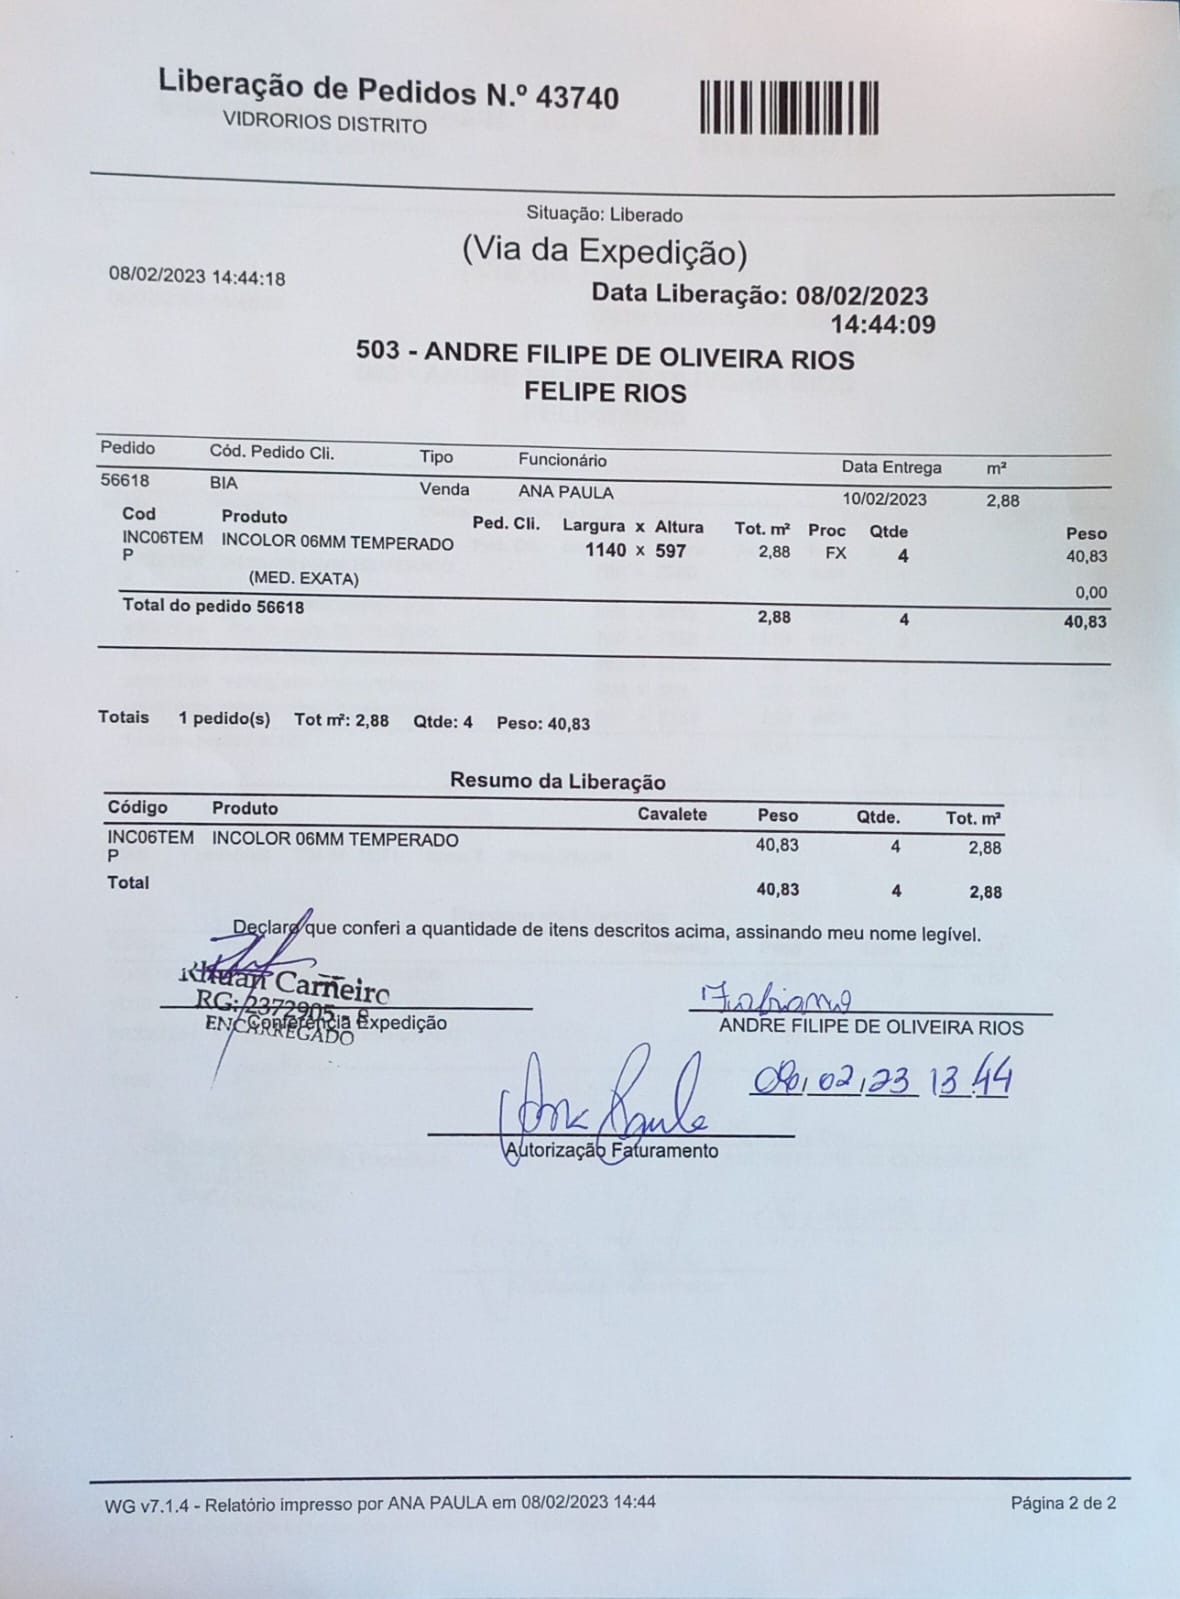 Liberação de Pedidos N.º 43740
VIDRORIOS DISTRITO
Situação: Liberado
(Via da Expedição)
08/02/2023 14:44:18
Data Liberação: 08/02/2023
14:44:09
503 - ANDRE FILIPE DE OLIVEIRA RIOS
FELIPE RIOS
Pedido Cód. Pedido Cli. Tipo Funcionário Data Entrega m²
56618 BIA Venda ANA PAULA 10/02/2023 2,88
Cod Produto Ped. Cli. Largura x Altura Tot. m² Proc Qtde Peso
INC06TEM INCOLOR 06MM TEMPERADO 1140 x 597 2,88 FX 4 40,83
P
(MED. EXATA) 0,00
Total do pedido 56618 2,88 4 40,83
Totais 1 pedido(s) Tot m²: 2,88 Qtde: 4 Peso: 40,83
Resumo da Liberação
Código Produto Cavalete Peso Qtde. Tot. m²
INC06TEM INCOLOR 06MM TEMPERADO 40,83 4 2,88
P
Total 40,83 4 2,88
Declaro que conferi a quantidade de itens descritos acima, assinando meu nome legível.
Khuan Carneiro
RG: 2372905 - 8
ENCARREGADO
Conferência Expedição
ANDRE FILIPE DE OLIVEIRA RIOS
02 23 13 44
Ana Paula
Autorização Faturamento
WG v7.1.4 - Relatório impresso por ANA PAULA em 08/02/2023 14:44
Página 2 de 2